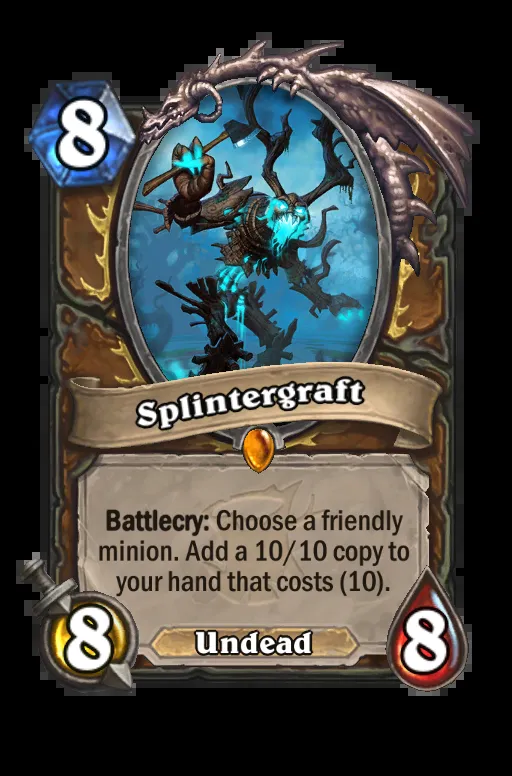 8
Splintergraft
Battlecry: Choose a friendly
minion. Add a 10/10 copy to
your hand that costs (10).
8
Undead
8